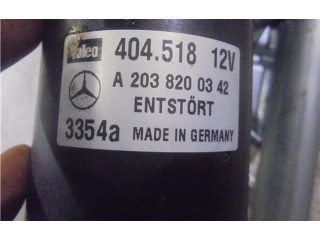 Valeo 404.518 12V
A 203 820 03 42
ENTSTÖRT
3354a MADE IN GERMANY